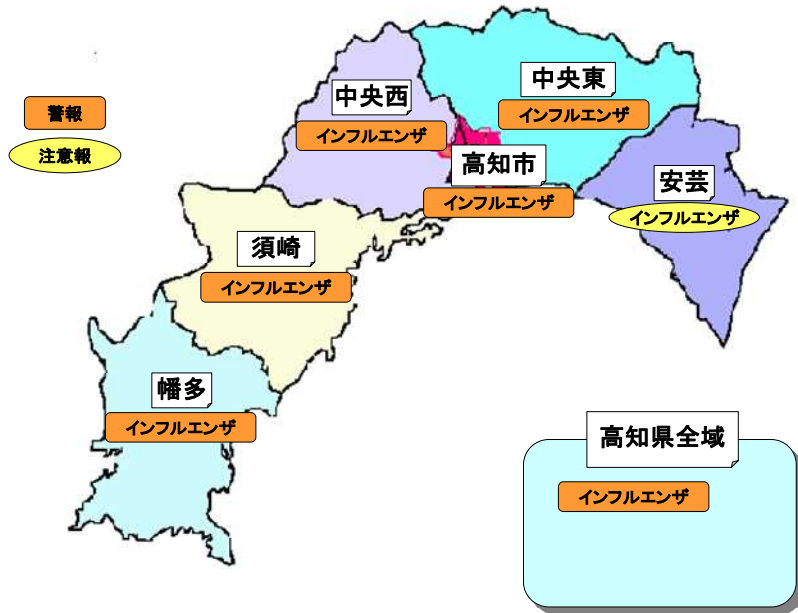 警報
注意報
中央西
インフルエンザ
中央東
インフルエンザ
高知市
インフルエンザ
安芸
インフルエンザ
須崎
インフルエンザ
幡多
インフルエンザ
高知県全域
インフルエンザ